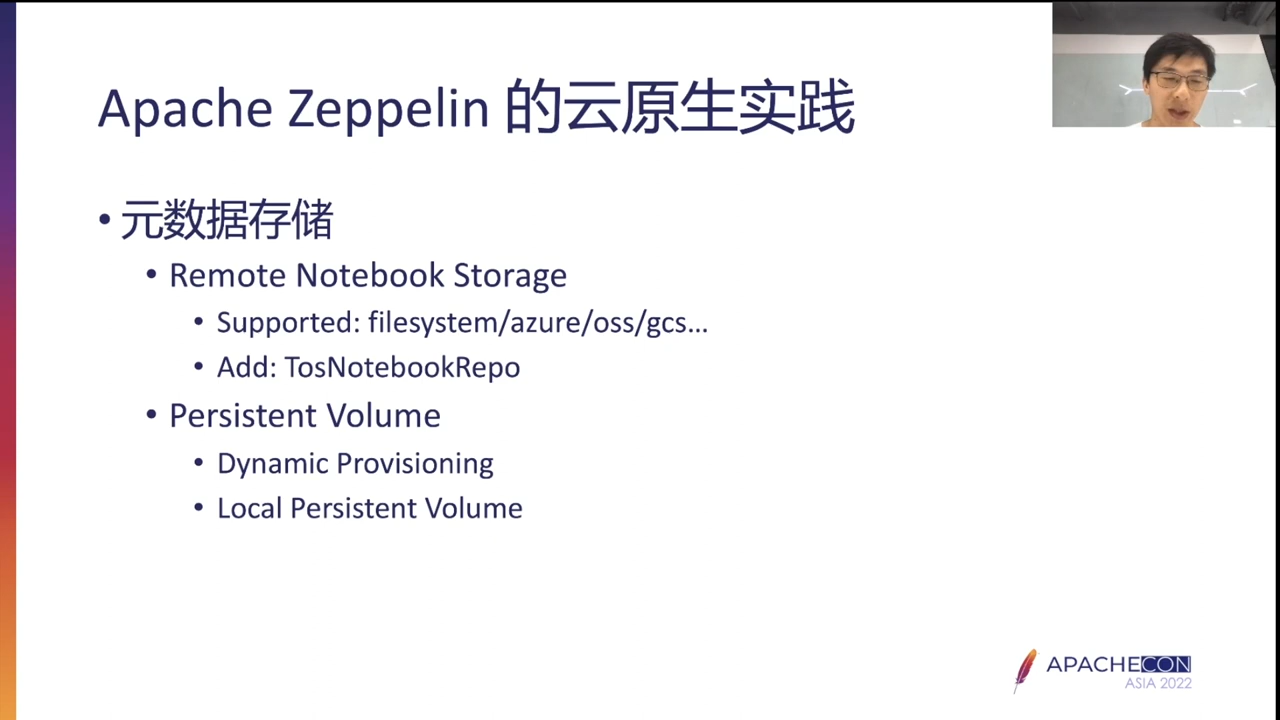 Apache Zeppelin 的云原生实践
• 元数据存储
• Remote Notebook Storage
• Supported: filesystem/azure/oss/gcs...
• Add: TosNotebookRepo
• Persistent Volume
• Dynamic Provisioning
• Local Persistent Volume
APACHECON
ASIA 2022